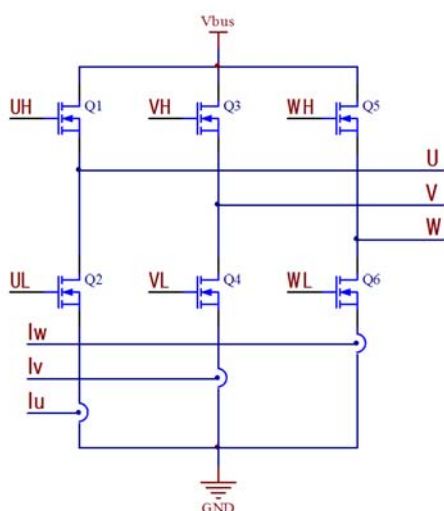 Vbus
UH Q1 VH Q3 WH Q5
U
V
W
UL Q2 VL Q4 WL Q6
Iw
Iv
Iu
GND